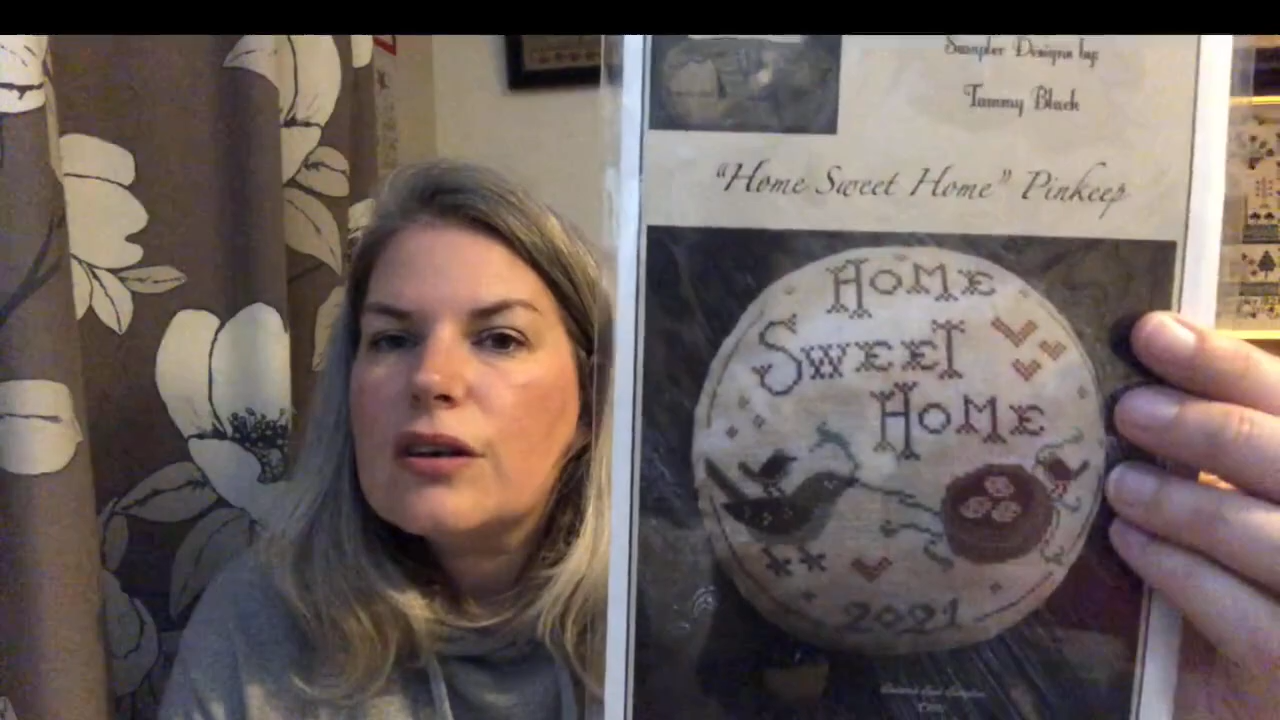 Sampler Designs by:
Tammy Black
"Home Sweet Home" Pinkeep
HOME
SWEET
HOME
2021